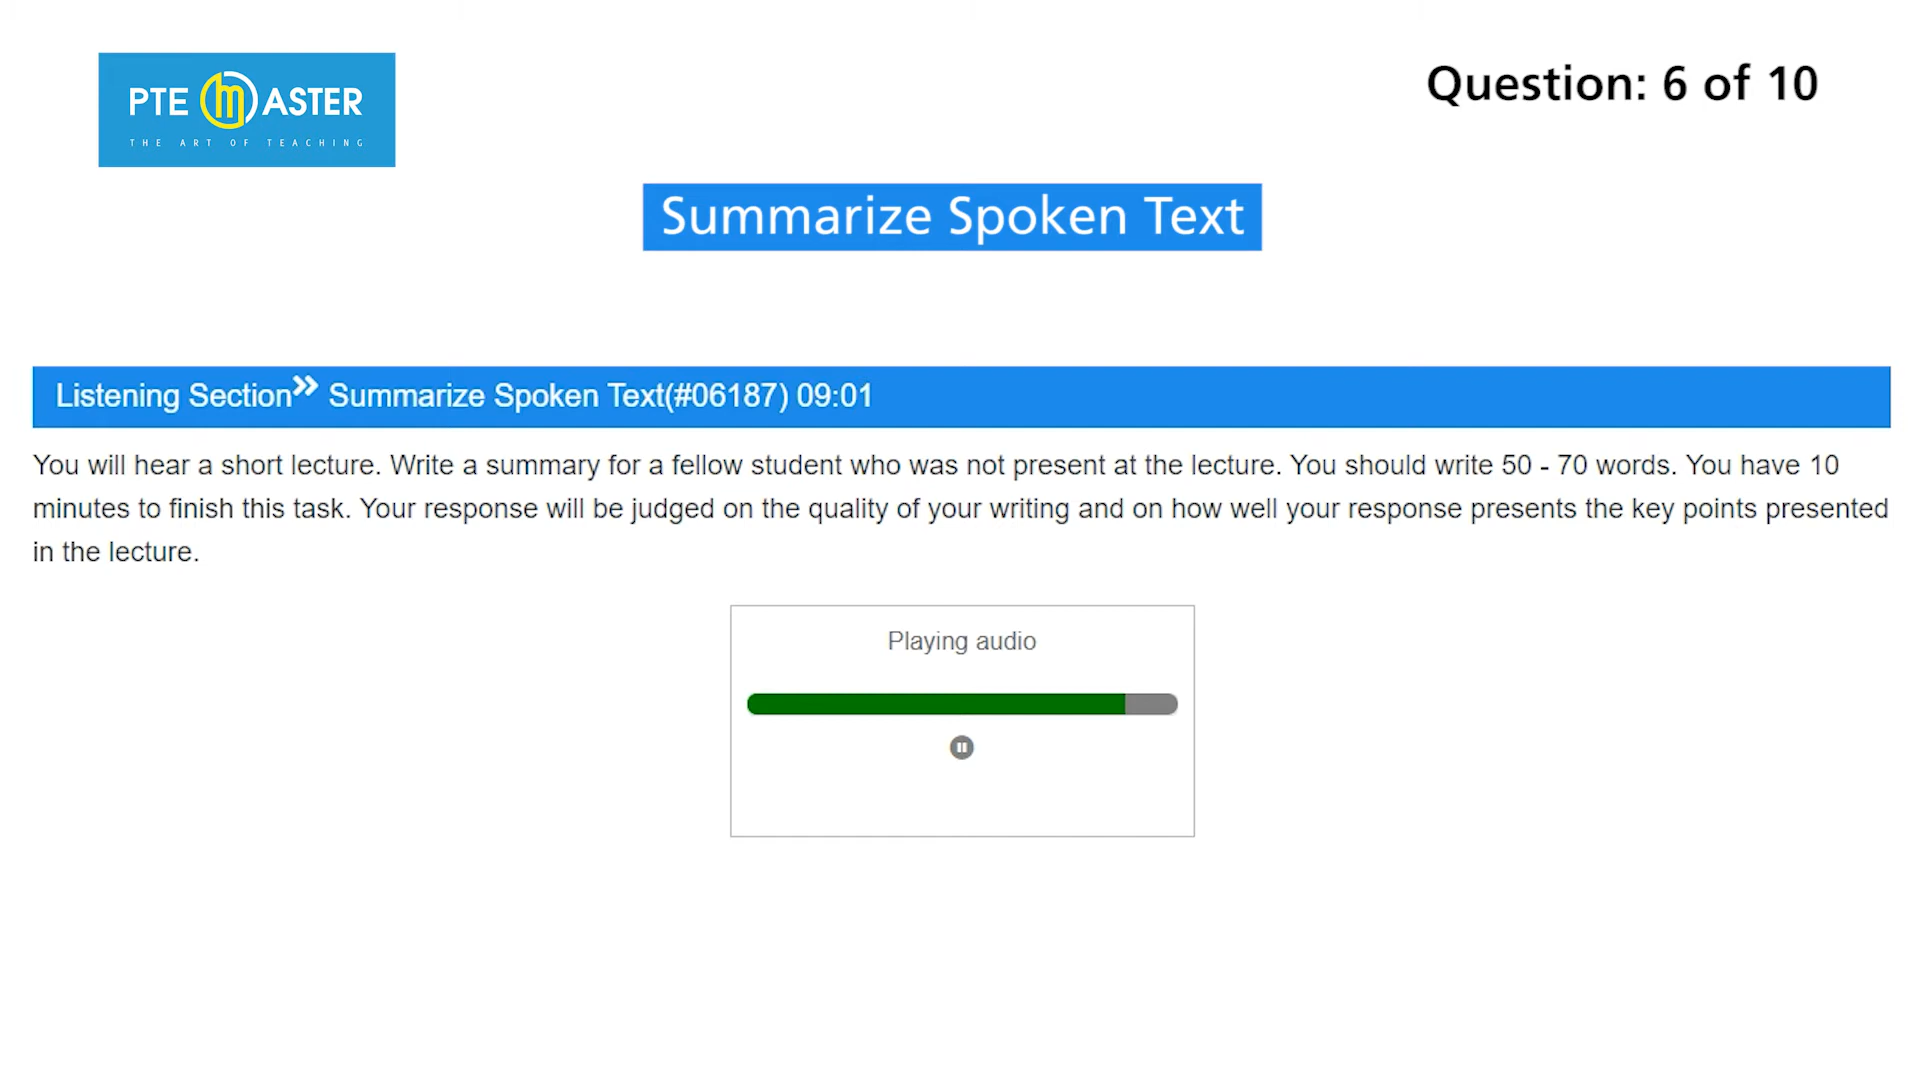 PTE MASTER
THE ART OF TEACHING
Question: 6 of 10
Summarize Spoken Text
Listening Section» Summarize Spoken Text(#06187) 09:01
You will hear a short lecture. Write a summary for a fellow student who was not present at the lecture. You should write 50 - 70 words. You have 10
minutes to finish this task. Your response will be judged on the quality of your writing and on how well your response presents the key points presented
in the lecture.
Playing audio